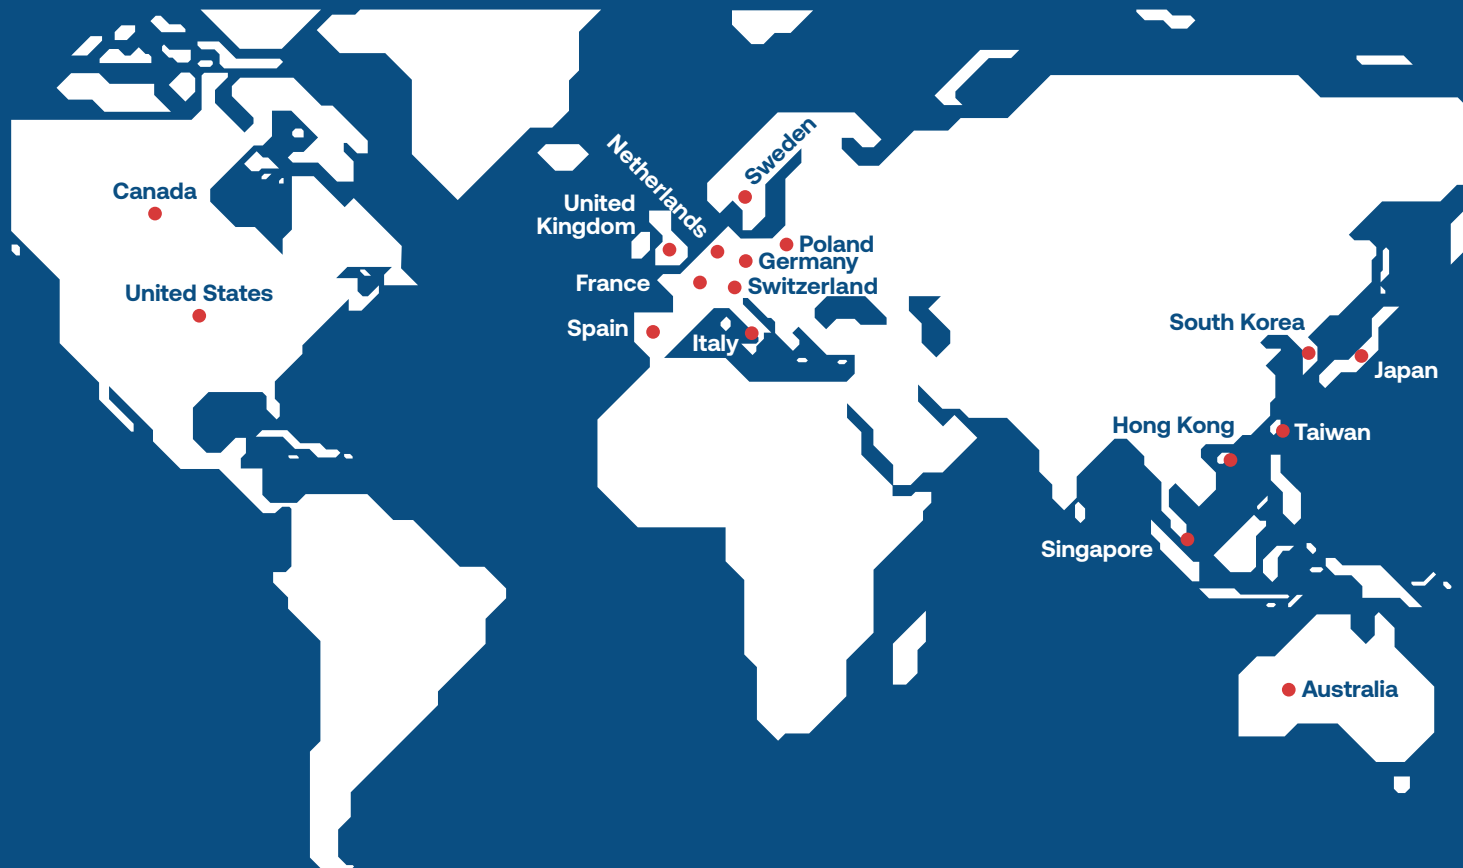 Canada
United States
Netherlands
Sweden
United
Kingdom
Poland
Germany
France
Switzerland
Spain
Italy
South Korea
Japan
Hong Kong
Taiwan
Singapore
Australia